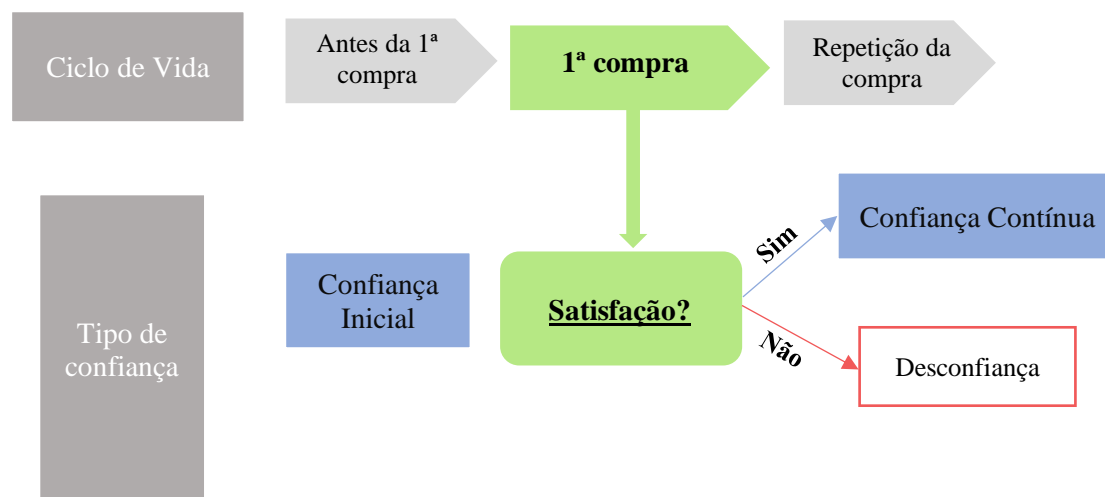 Ciclo de Vida
Antes da 1ª
compra
1ª compra
Repetição da
compra
Tipo de
confiança
Confiança
Inicial
Satisfação?
Sim
Não
Confiança Contínua
Desconfiança